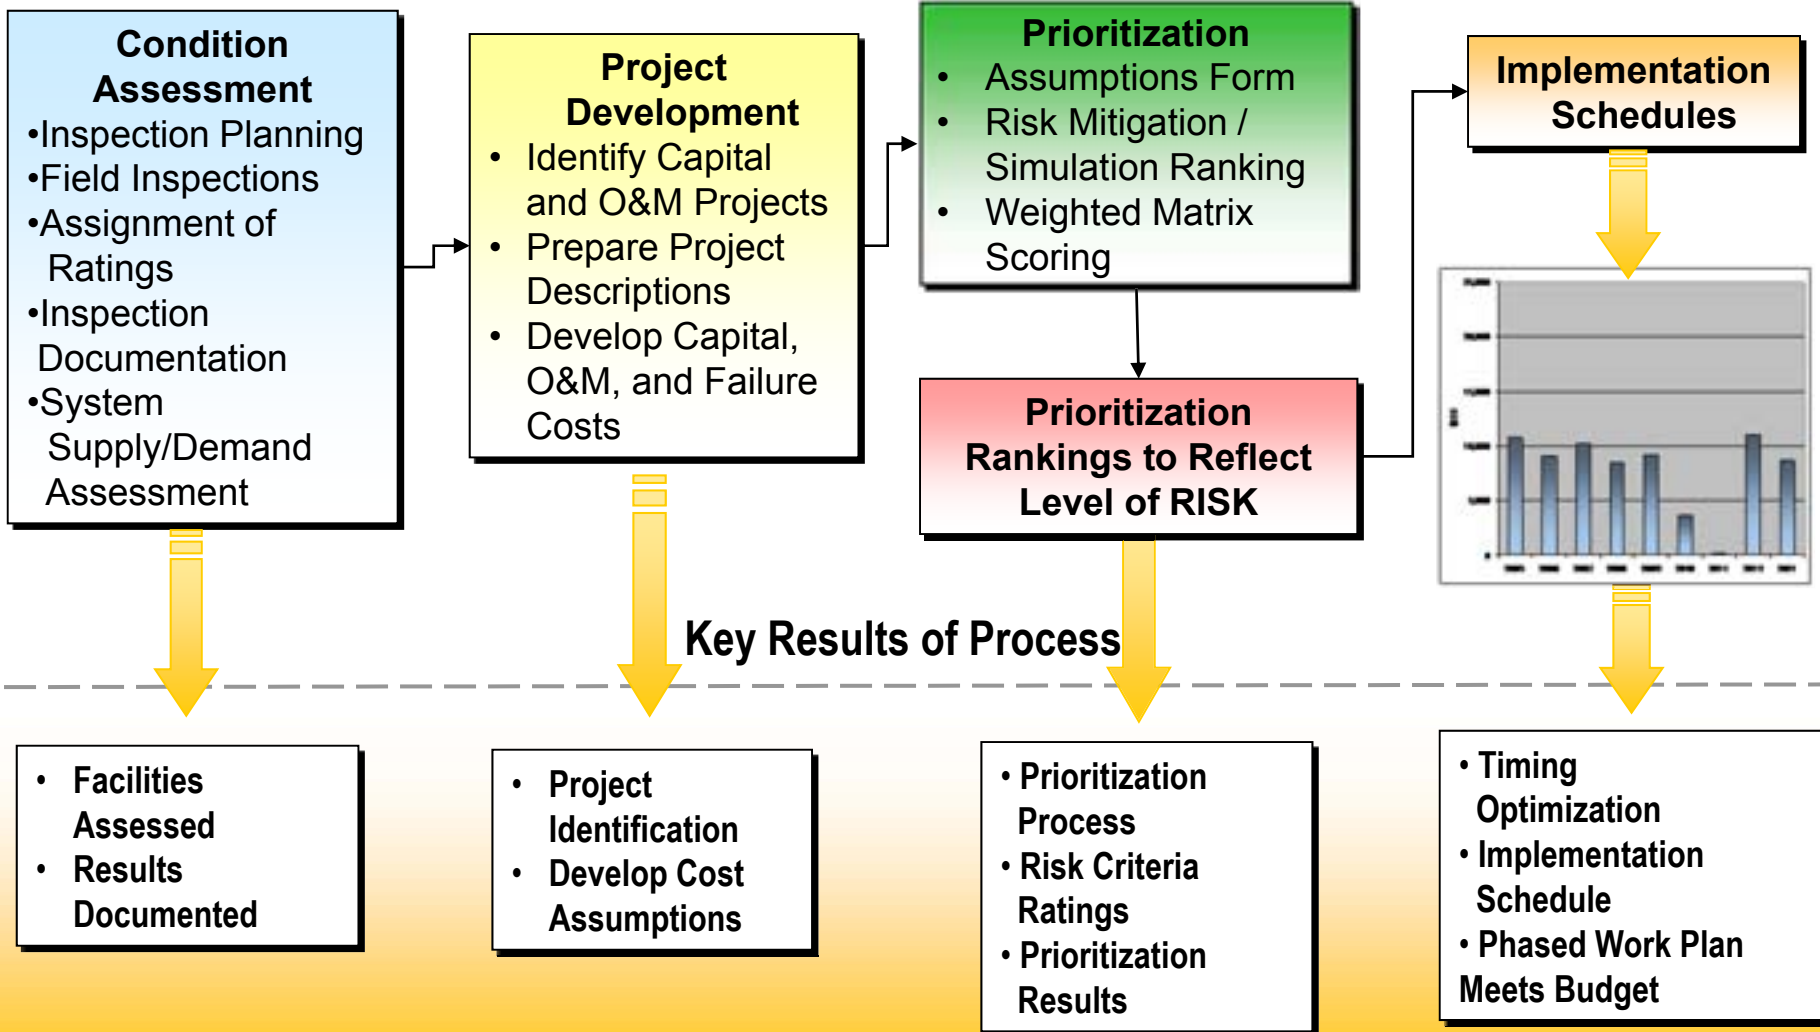 Condition
Assessment
•Inspection Planning
•Field Inspections
•Assignment of
Ratings
•Inspection
Documentation
•System
Supply/Demand
Assessment
Project
Development
• Identify Capital
and O&M Projects
• Prepare Project
Descriptions
• Develop Capital,
O&M, and Failure
Costs
Prioritization
• Assumptions Form
• Risk Mitigation /
Simulation Ranking
• Weighted Matrix
Scoring
Prioritization
Rankings to Reflect
Level of RISK
Implementation
Schedules
Key Results of Process
• Facilities
Assessed
• Results
Documented
• Project
Identification
• Develop Cost
Assumptions
• Prioritization
Process
• Risk Criteria
Ratings
• Prioritization
Results
• Timing
Optimization
• Implementation
Schedule
• Phased Work Plan
Meets Budget